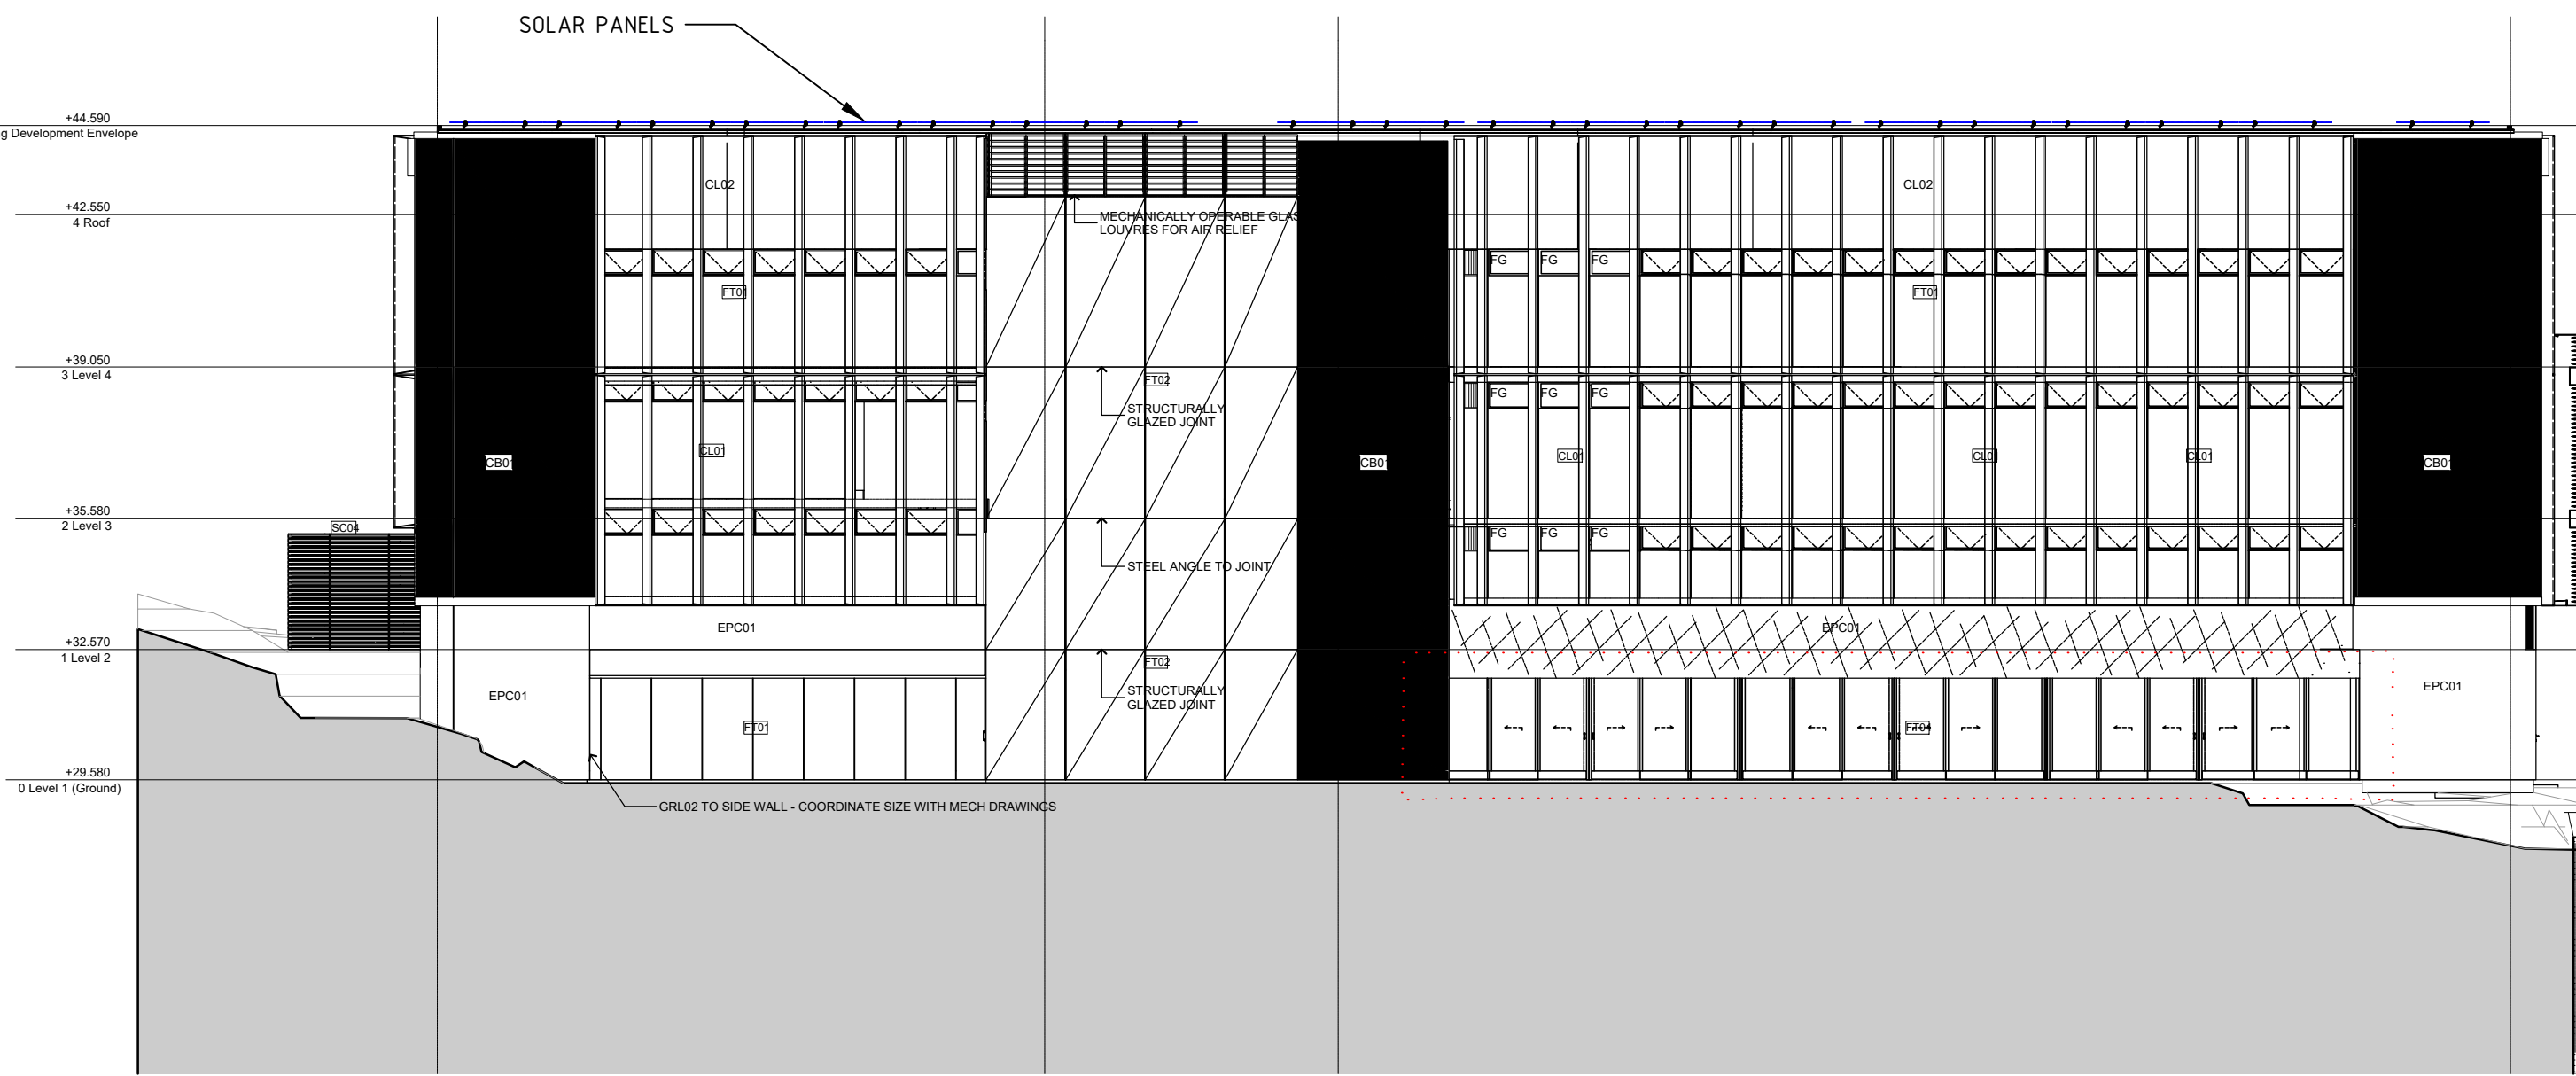 SOLAR PANELS
+44.590
g Development Envelope
CL02
CL02
+42.550
4 Roof
MECHANICALLY OPERABLE GLAS
LOUVRES FOR AIR RELIEF
FG FG FG
FT01
FT01
+39.050
3 Level 4
FT02
FG FG FG
STRUCTURALLY
GLAZED JOINT
CL01
CL01
CL01
CL01
CB01
CB01
CB01
+35.580
2 Level 3
SC04
FG FG FG
STEEL ANGLE TO JOINT
EPC01
EPC01
+32.570
1 Level 2
FT02
EPC01
EPC01
STRUCTURALLY
GLAZED JOINT
FT01
FT04
+29.580
0 Level 1 (Ground)
GRL02 TO SIDE WALL - COORDINATE SIZE WITH MECH DRAWINGS